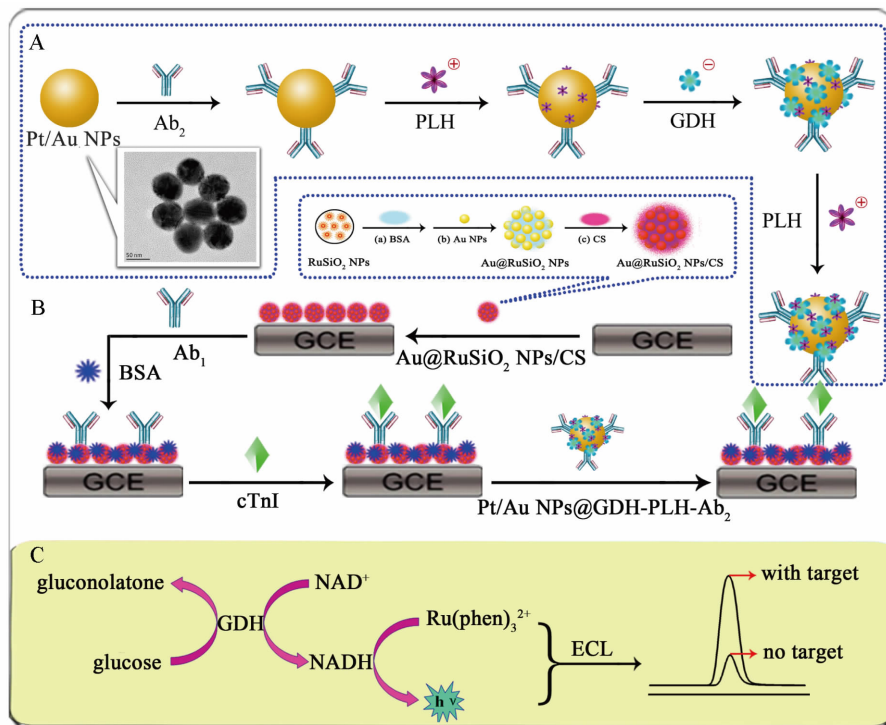 A
Pt/Au NPs
Ab₂
⊕
PLH
⊖
GDH
50 nm
PLH
⊕
RuSiO₂ NPs
(a) BSA
(b) Au NPs
Au@RuSiO₂ NPs
(c) CS
Au@RuSiO₂ NPs/CS
B
Ab₁
BSA
GCE
Au@RuSiO₂ NPs/CS
GCE
GCE
cTnI
GCE
Pt/Au NPs@GDH-PLH-Ab₂
GCE
C
gluconolatone
glucose
GDH
NAD⁺
NADH
Ru(phen)₃²⁺
hν
ECL
with target
no target